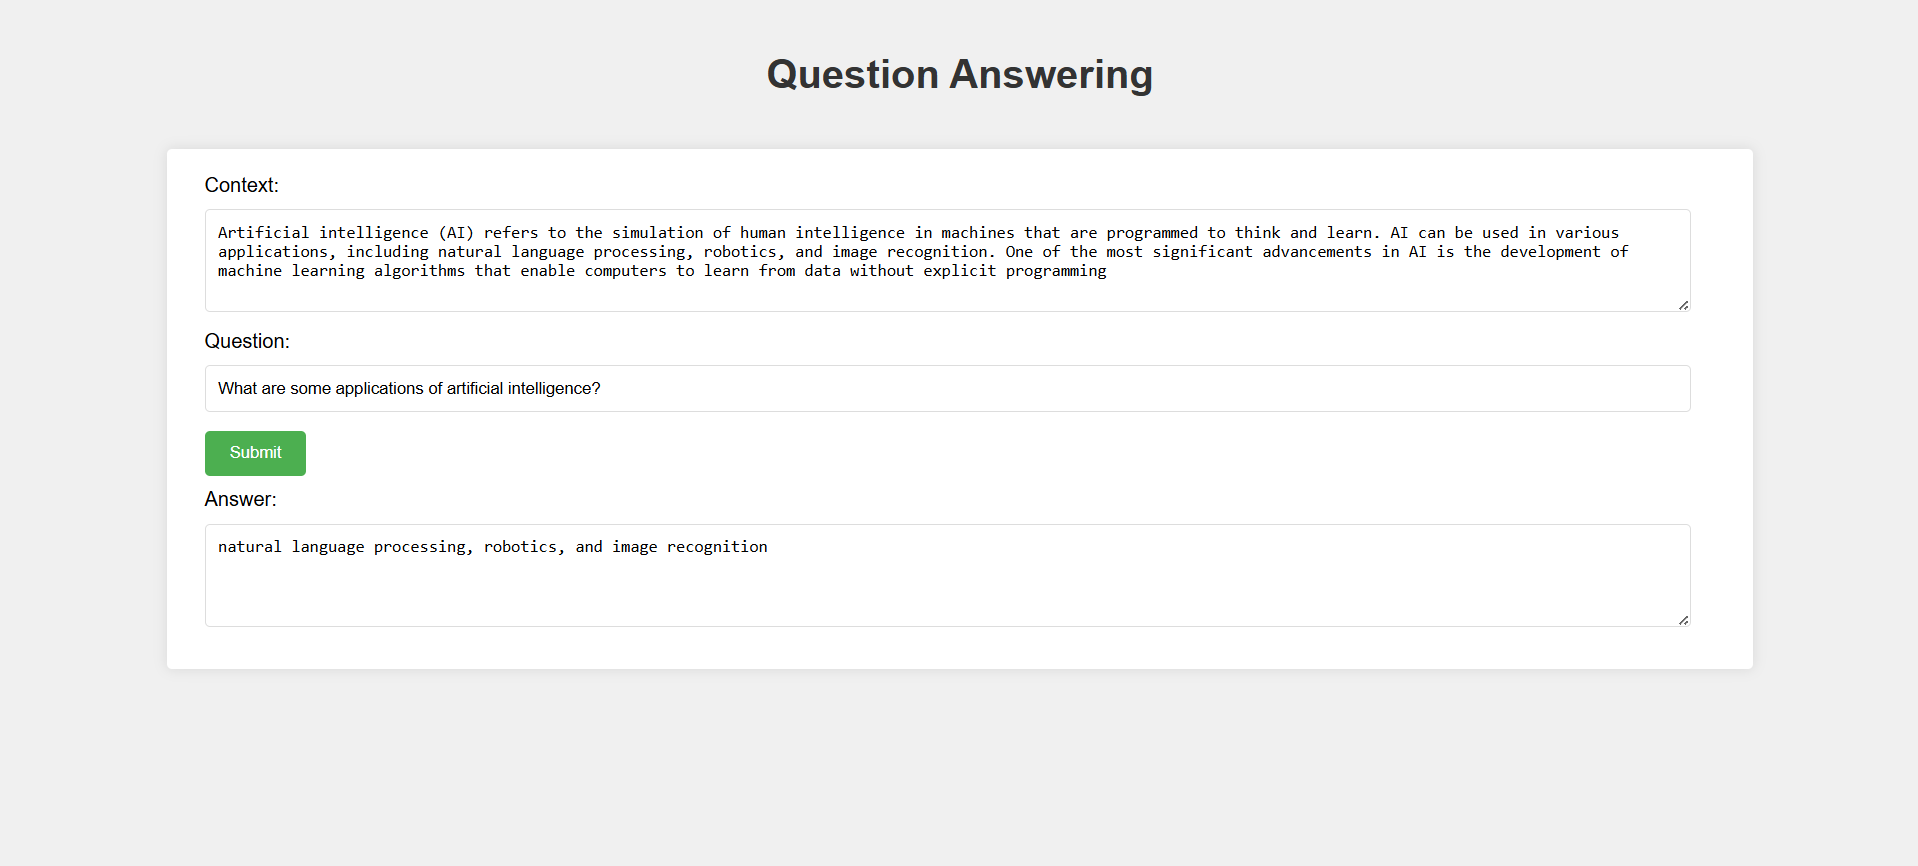 Question Answering
Context:
Artificial intelligence (AI) refers to the simulation of human intelligence in machines that are programmed to think and learn. AI can be used in various
applications, including natural language processing, robotics, and image recognition. One of the most significant advancements in AI is the development of
machine learning algorithms that enable computers to learn from data without explicit programming
Question:
What are some applications of artificial intelligence?
Submit
Answer:
natural language processing, robotics, and image recognition